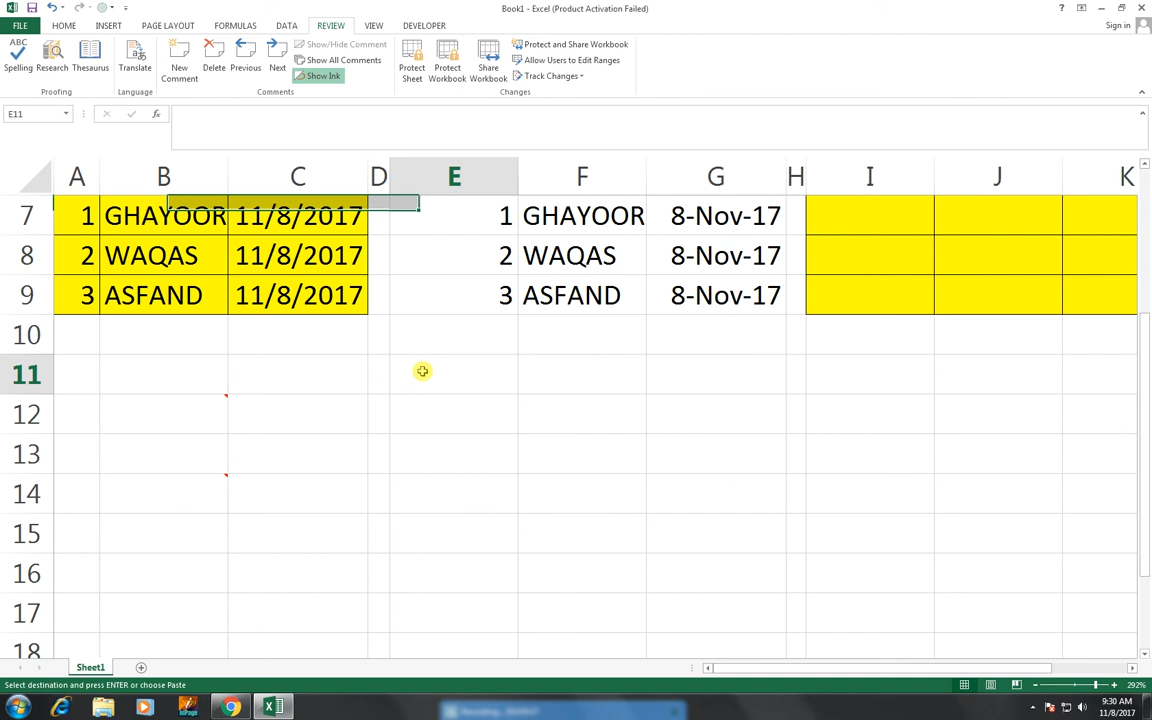 Book1 - Excel (Product Activation Failed)
FILE HOME INSERT PAGE LAYOUT FORMULAS DATA REVIEW VIEW DEVELOPER Sign in
ABC
Spelling Research Thesaurus Translate New Comment Delete Previous Next
Show/Hide Comment
Show All Comments
Show Ink
Protect Sheet Protect Workbook Share Workbook
Protect and Share Workbook
Allow Users to Edit Ranges
Track Changes
Proofing Language Comments Changes
E11 fx
A B C D E F G H I J K
7 1 GHAYOOR 11/8/2017 1 GHAYOOR 8-Nov-17
8 2 WAQAS 11/8/2017 2 WAQAS 8-Nov-17
9 3 ASFAND 11/8/2017 3 ASFAND 8-Nov-17
10
11
12
13
14
15
16
17
18
Sheet1
Select destination and press ENTER or choose Paste 292%
9:30 AM
11/8/2017